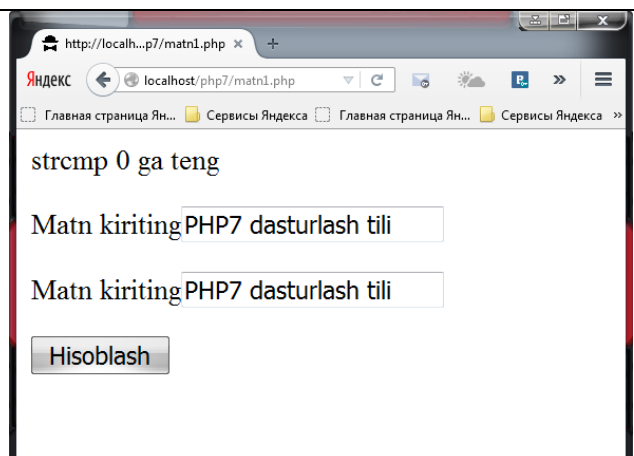 http://localh...p7/matn1.php × +
Яндекс localhost/php7/matn1.php
Главная страница Ян... Сервисы Яндекса Главная страница Ян... Сервисы Яндекса »
strcmp 0 ga teng
Matn kiriting PHP7 dasturlash tili
Matn kiriting PHP7 dasturlash tili
Hisoblash